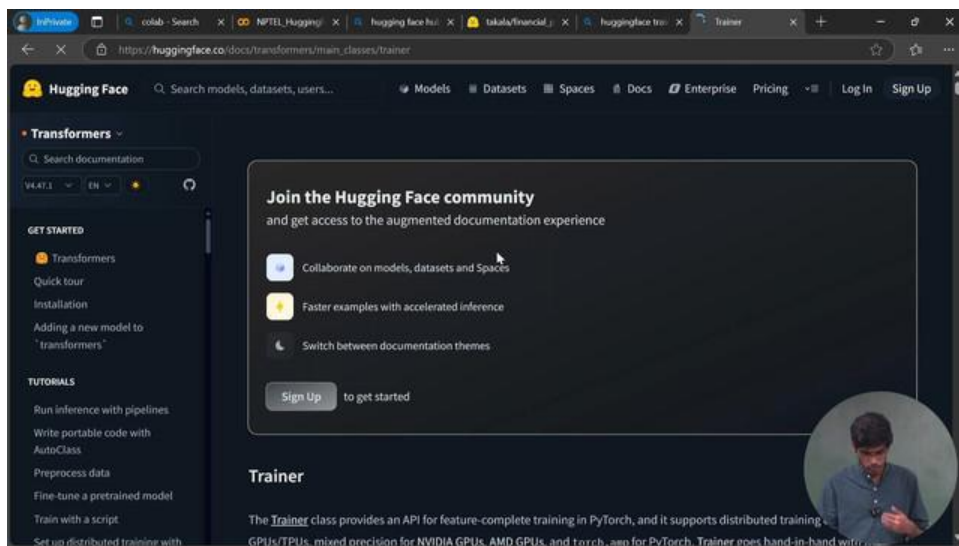 InPrivate
colab - Search
NPTEL_Hugging
hugging face hu
takala/financial_p
huggingface tra
Trainer
https://huggingface.co/docs/transformers/main_classes/trainer
Hugging Face
Search models, datasets, users...
Models
Datasets
Spaces
Docs
Enterprise
Pricing
Log In
Sign Up
Transformers
Search documentation
V4.47.1
EN
GET STARTED
Transformers
Quick tour
Installation
Adding a new model to
`transformers`
TUTORIALS
Run inference with pipelines
Write portable code with
AutoClass
Preprocess data
Fine-tune a pretrained model
Train with a script
Set up distributed training with
Join the Hugging Face community
and get access to the augmented documentation experience
Collaborate on models, datasets and Spaces
Faster examples with accelerated inference
Switch between documentation themes
Sign Up to get started
Trainer
The Trainer class provides an API for feature-complete training in PyTorch, and it supports distributed training
GPUs/TPUs, mixed precision for NVIDIA GPUs, AMD GPUs, and torch.amp for PyTorch. Trainer goes hand-in-hand with